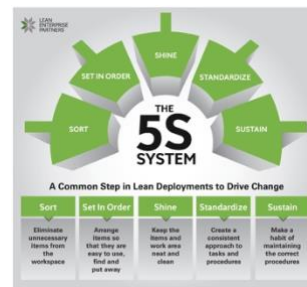 LEAN
ENTERPRISE
PARTNERS
SHINE
SET IN ORDER
STANDARDIZE
SORT
SUSTAIN
THE
5S
SYSTEM
A Common Step in Lean Deployments to Drive Change
Sort
Eliminate
unnecessary
items from
the
workspace
Set In Order
Arrange
items so
that they are
easy to use,
find and
put away
Shine
Keep the
items and
work area
neat and
clean
Standardize
Create a
consistent
approach to
tasks and
procedures
Sustain
Make a
habit of
maintaining
the correct
procedures